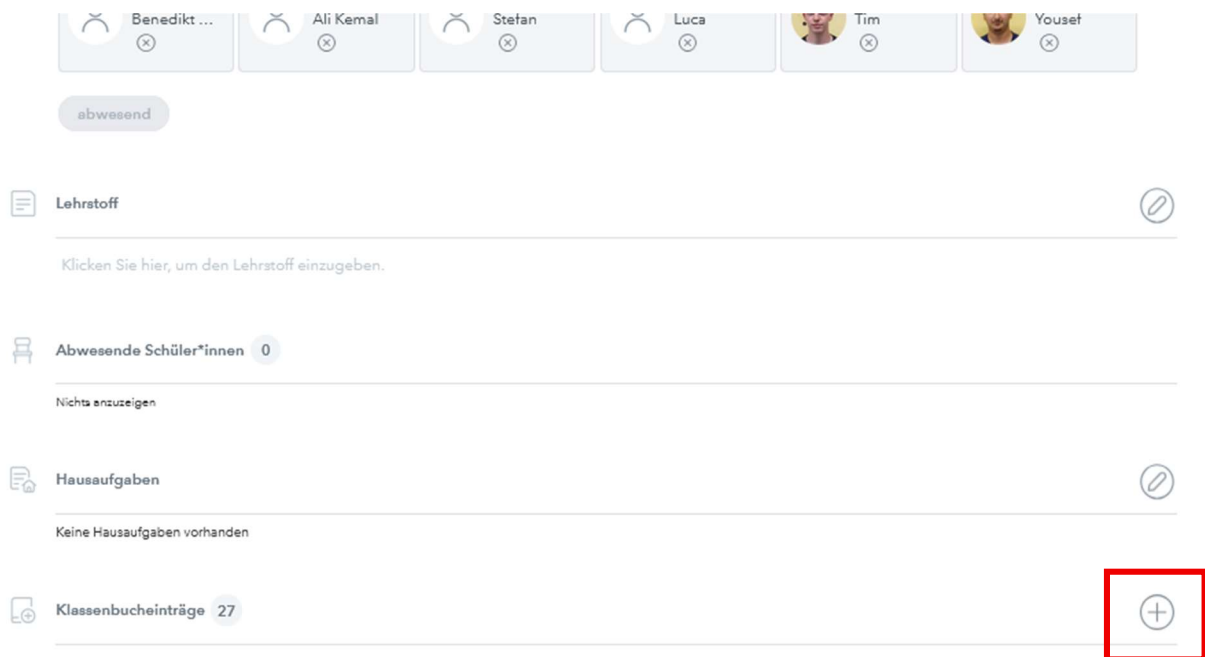 Benedikt ...
Ali Kemal
Stefan
Luca
Tim
Yousef
abwesend
Lehrstoff
Klicken Sie hier, um den Lehrstoff einzugeben.
Abwesende Schüler*innen 0
Nichts anzuzeigen
Hausaufgaben
Keine Hausaufgaben vorhanden
Klassenbucheinträge 27